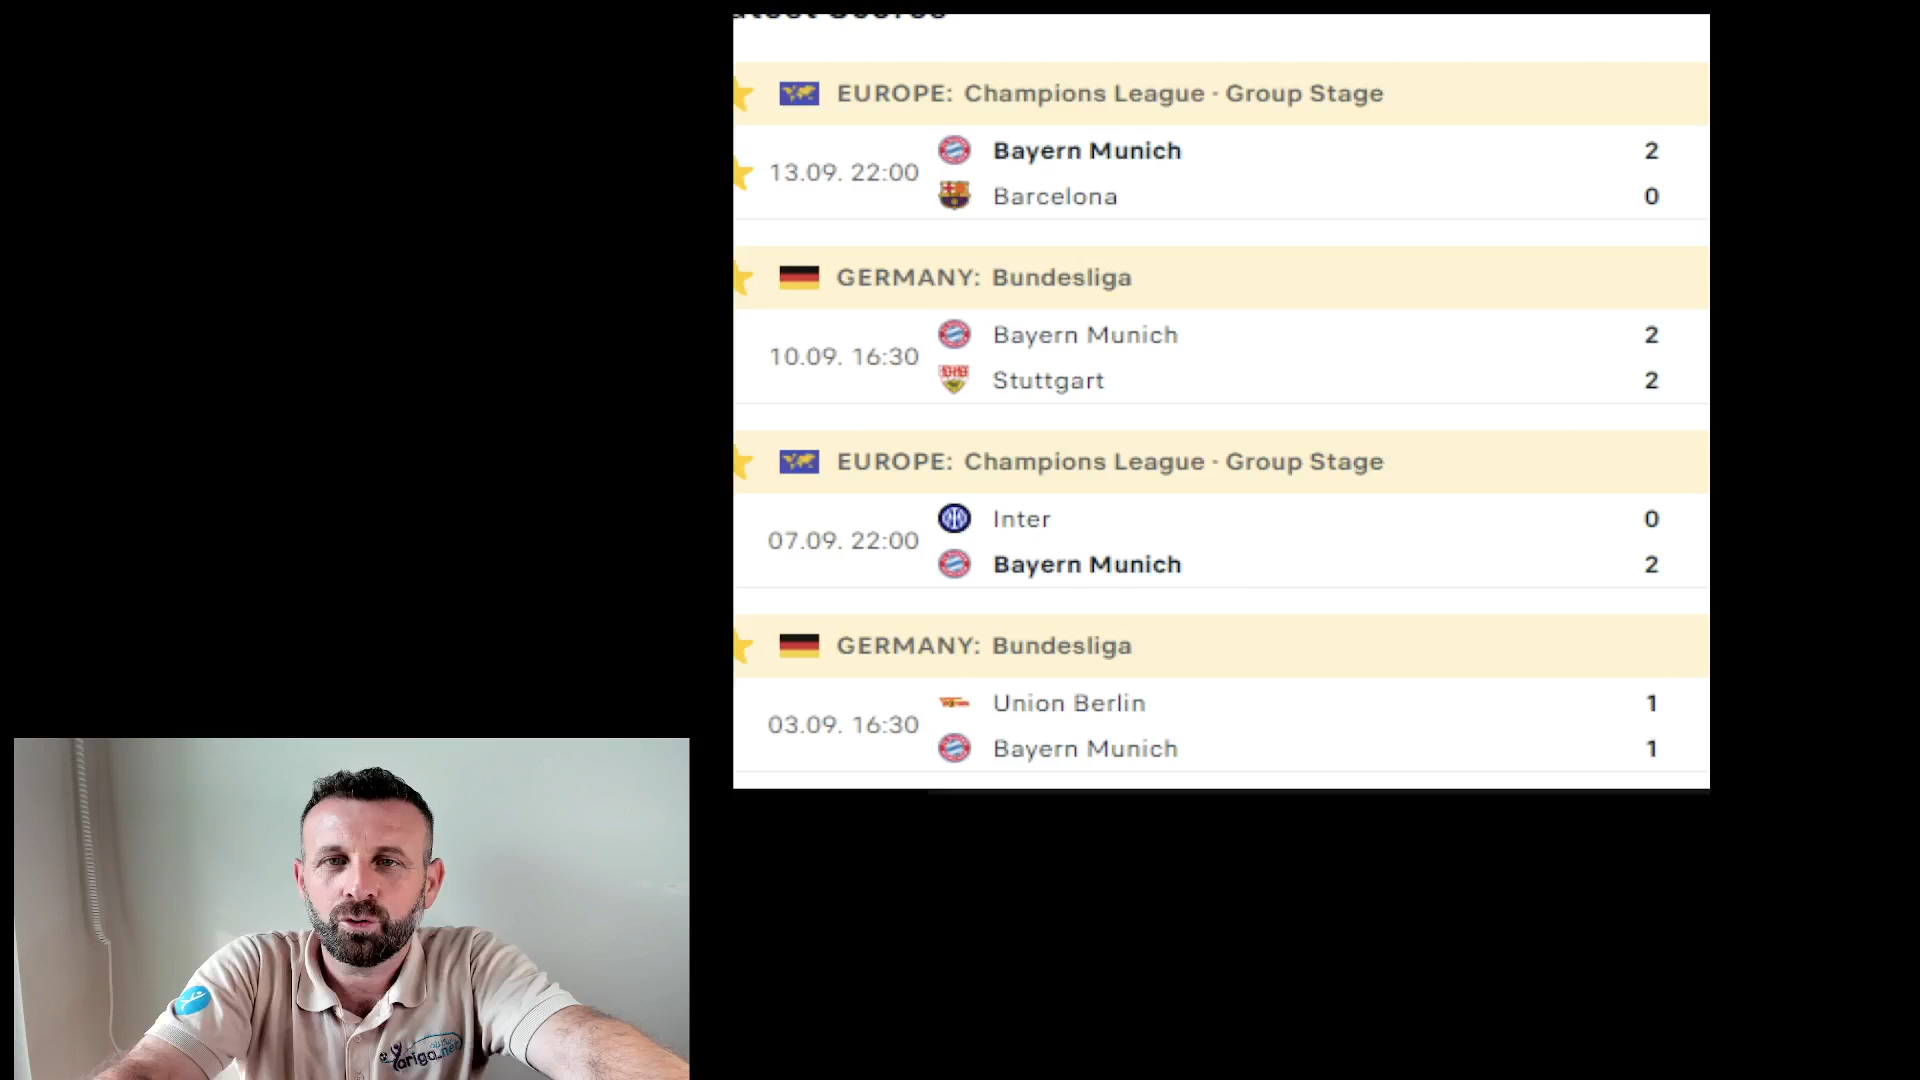 EUROPE: Champions League · Group Stage
13.09. 22:00
Bayern Munich 2
Barcelona 0
GERMANY: Bundesliga
10.09. 16:30
Bayern Munich 2
Stuttgart 2
EUROPE: Champions League · Group Stage
07.09. 22:00
Inter 0
Bayern Munich 2
GERMANY: Bundesliga
03.09. 16:30
Union Berlin 1
Bayern Munich 1